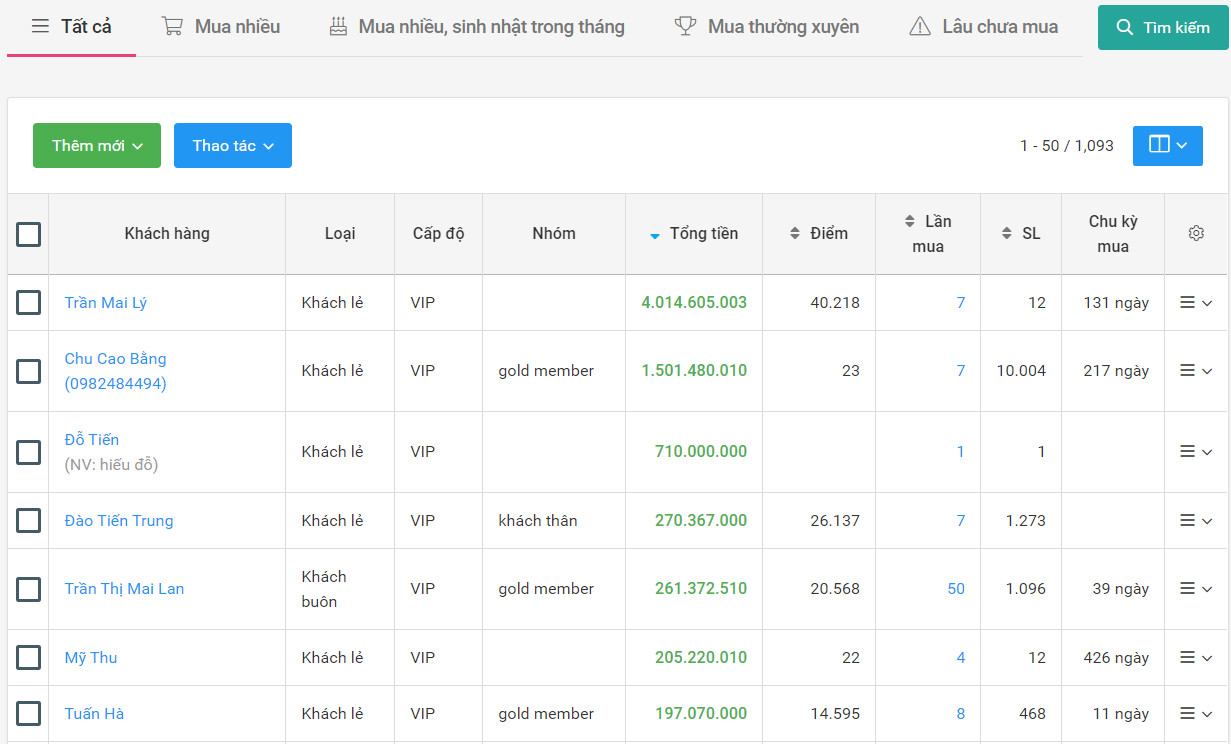 Tất cả
Mua nhiều
Mua nhiều, sinh nhật trong tháng
Mua thường xuyên
Lâu chưa mua
Tìm kiếm
Thêm mới
Thao tác
1 - 50 / 1,093
Khách hàng
Loại
Cấp độ
Nhóm
Tổng tiền
Điểm
Lần
mua
SL
Chu kỳ
mua
Trần Mai Lý
Khách lẻ
VIP
4.014.605.003
40.218
7
12
131 ngày
Chu Cao Bằng
(0982484494)
Khách lẻ
VIP
gold member
1.501.480.010
23
7
10.004
217 ngày
Đỗ Tiến
(NV: hiếu đỗ)
Khách lẻ
VIP
710.000.000
1
1
Đào Tiến Trung
Khách lẻ
VIP
khách thân
270.367.000
26.137
7
1.273
Trần Thị Mai Lan
Khách
buôn
VIP
gold member
261.372.510
20.568
50
1.096
39 ngày
Mỹ Thu
Khách lẻ
VIP
205.220.010
22
4
12
426 ngày
Tuấn Hà
Khách lẻ
VIP
gold member
197.070.000
14.595
8
468
11 ngày